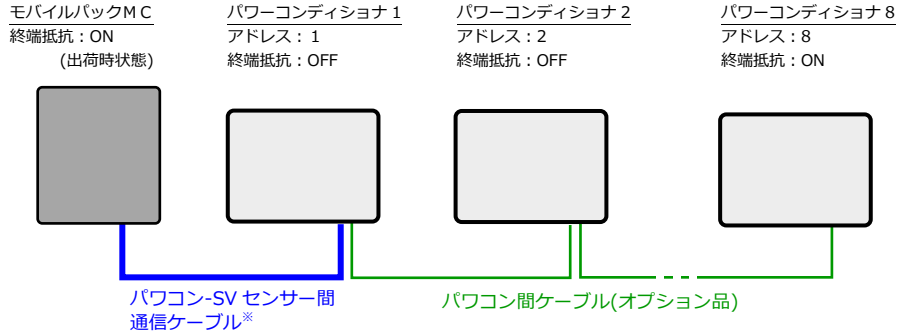 モバイルパックＭＣ
終端抵抗：ON
(出荷時状態)
パワーコンディショナ１
アドレス：１
終端抵抗：OFF
パワーコンディショナ２
アドレス：2
終端抵抗：OFF
パワーコンディショナ８
アドレス：8
終端抵抗：ON
パワコン-SV センサー間
通信ケーブル※
パワコン間ケーブル(オプション品)